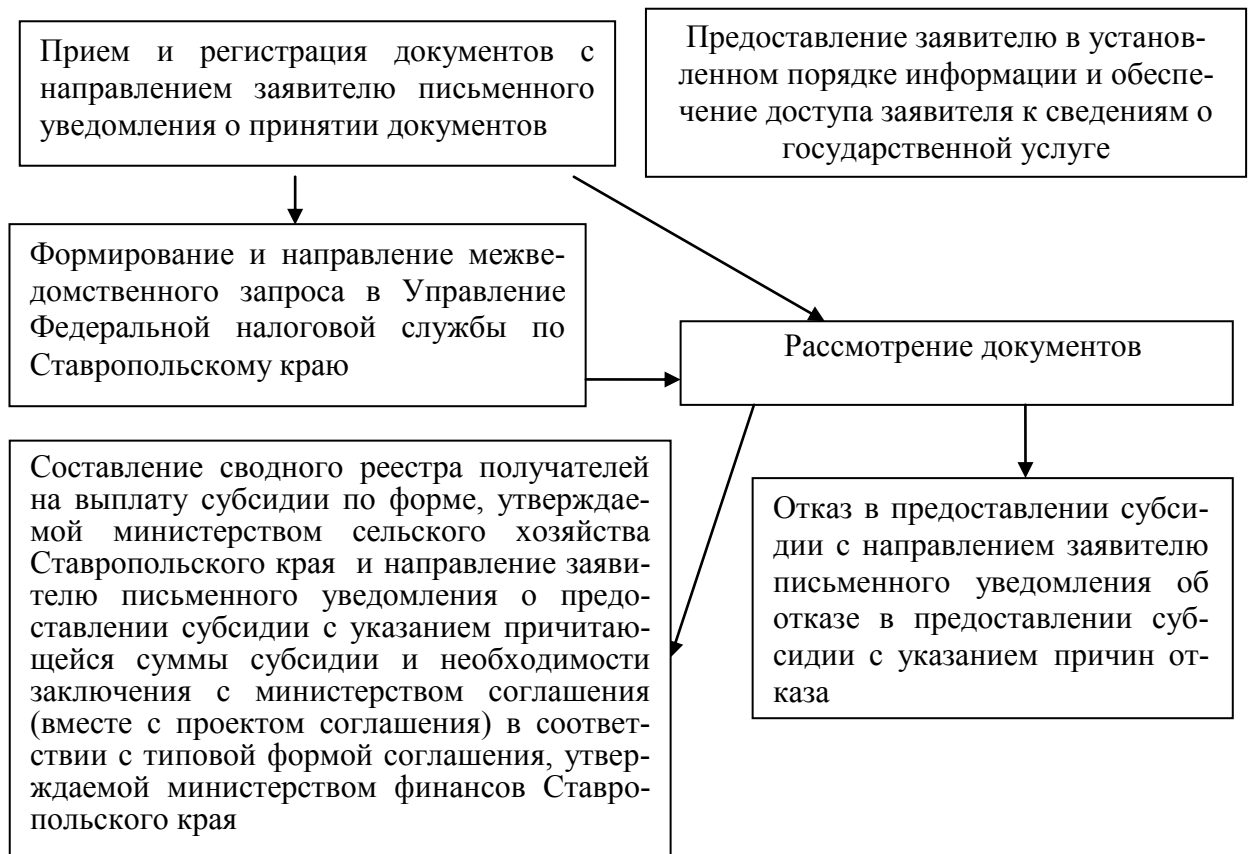 Прием и регистрация документов с
направлением заявителю письменного
уведомления о принятии документов
Предоставление заявителю в установ-
ленном порядке информации и обеспе-
чение доступа заявителя к сведениям о
государственной услуге
Формирование и направление межве-
домственного запроса в Управление
Федеральной налоговой службы по
Ставропольскому краю
Рассмотрение документов
Составление сводного реестра получателей
на выплату субсидии по форме, утверждае-
мой министерством сельского хозяйства
Ставропольского края и направление заяви-
телю письменного уведомления о предо-
ставлении субсидии с указанием причитаю-
щейся суммы субсидии и необходимости
заключения с министерством соглашения
(вместе с проектом соглашения) в соответ-
ствии с типовой формой соглашения, утвер-
ждаемой министерством финансов Ставро-
польского края
Отказ в предоставлении субси-
дии с направлением заявителю
письменного уведомления об
отказе в предоставлении суб-
сидии с указанием причин от-
каза